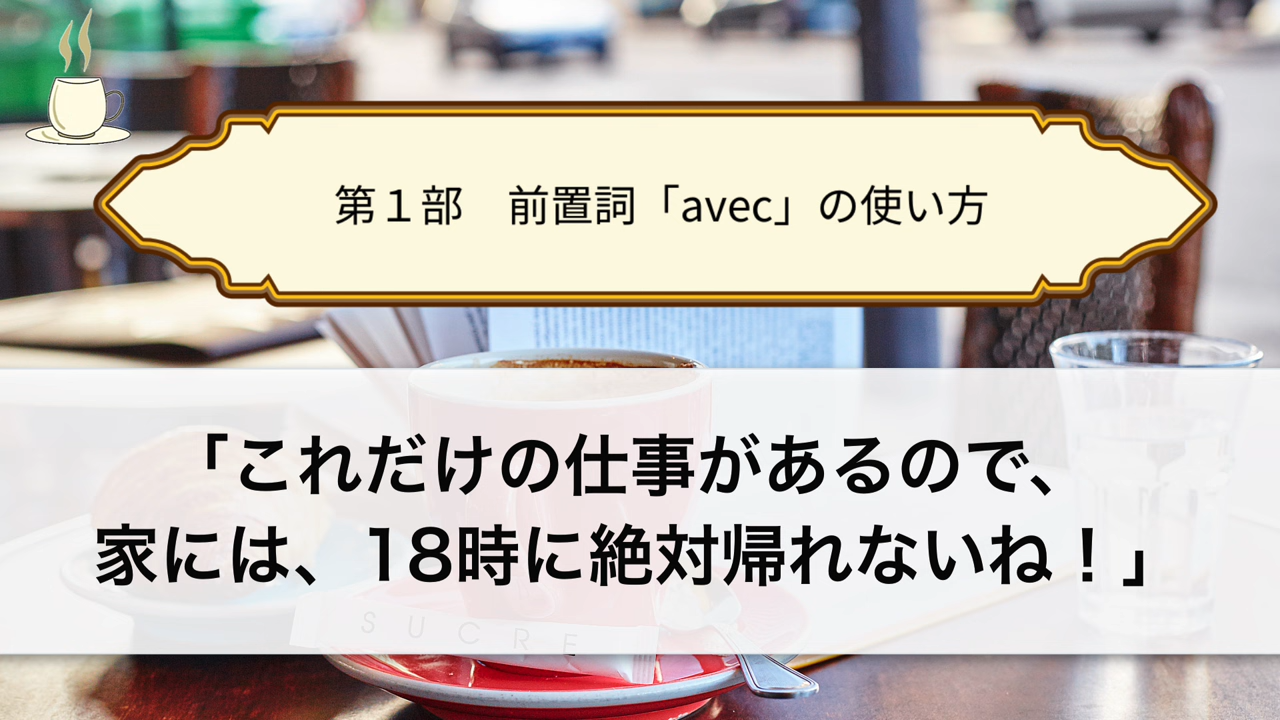 第１部　前置詞「avec」の使い方
「これだけの仕事があるので、
家には、18時に絶対帰れないね！」
SUCRE